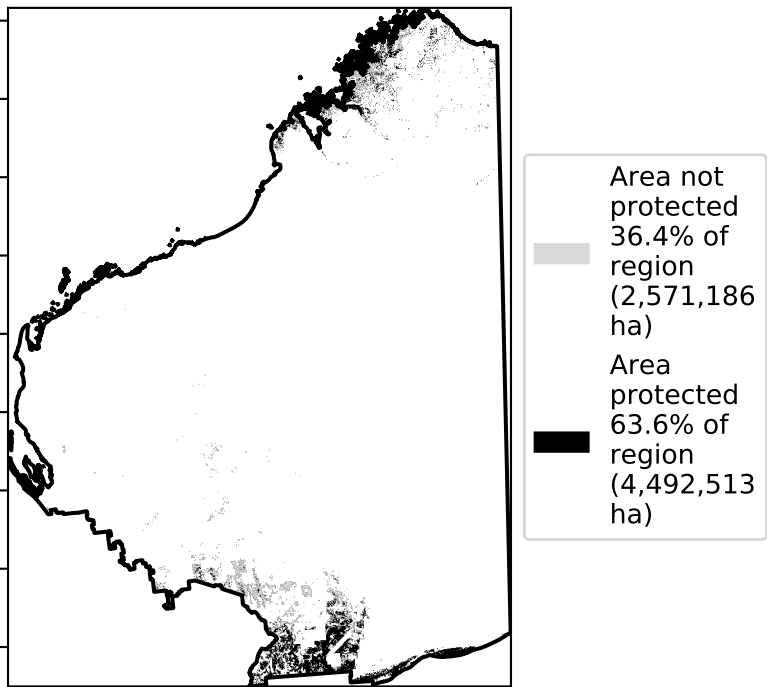 Area not
protected
36.4% of
region
(2,571,186
ha)
Area
protected
63.6% of
region
(4,492,513
ha)